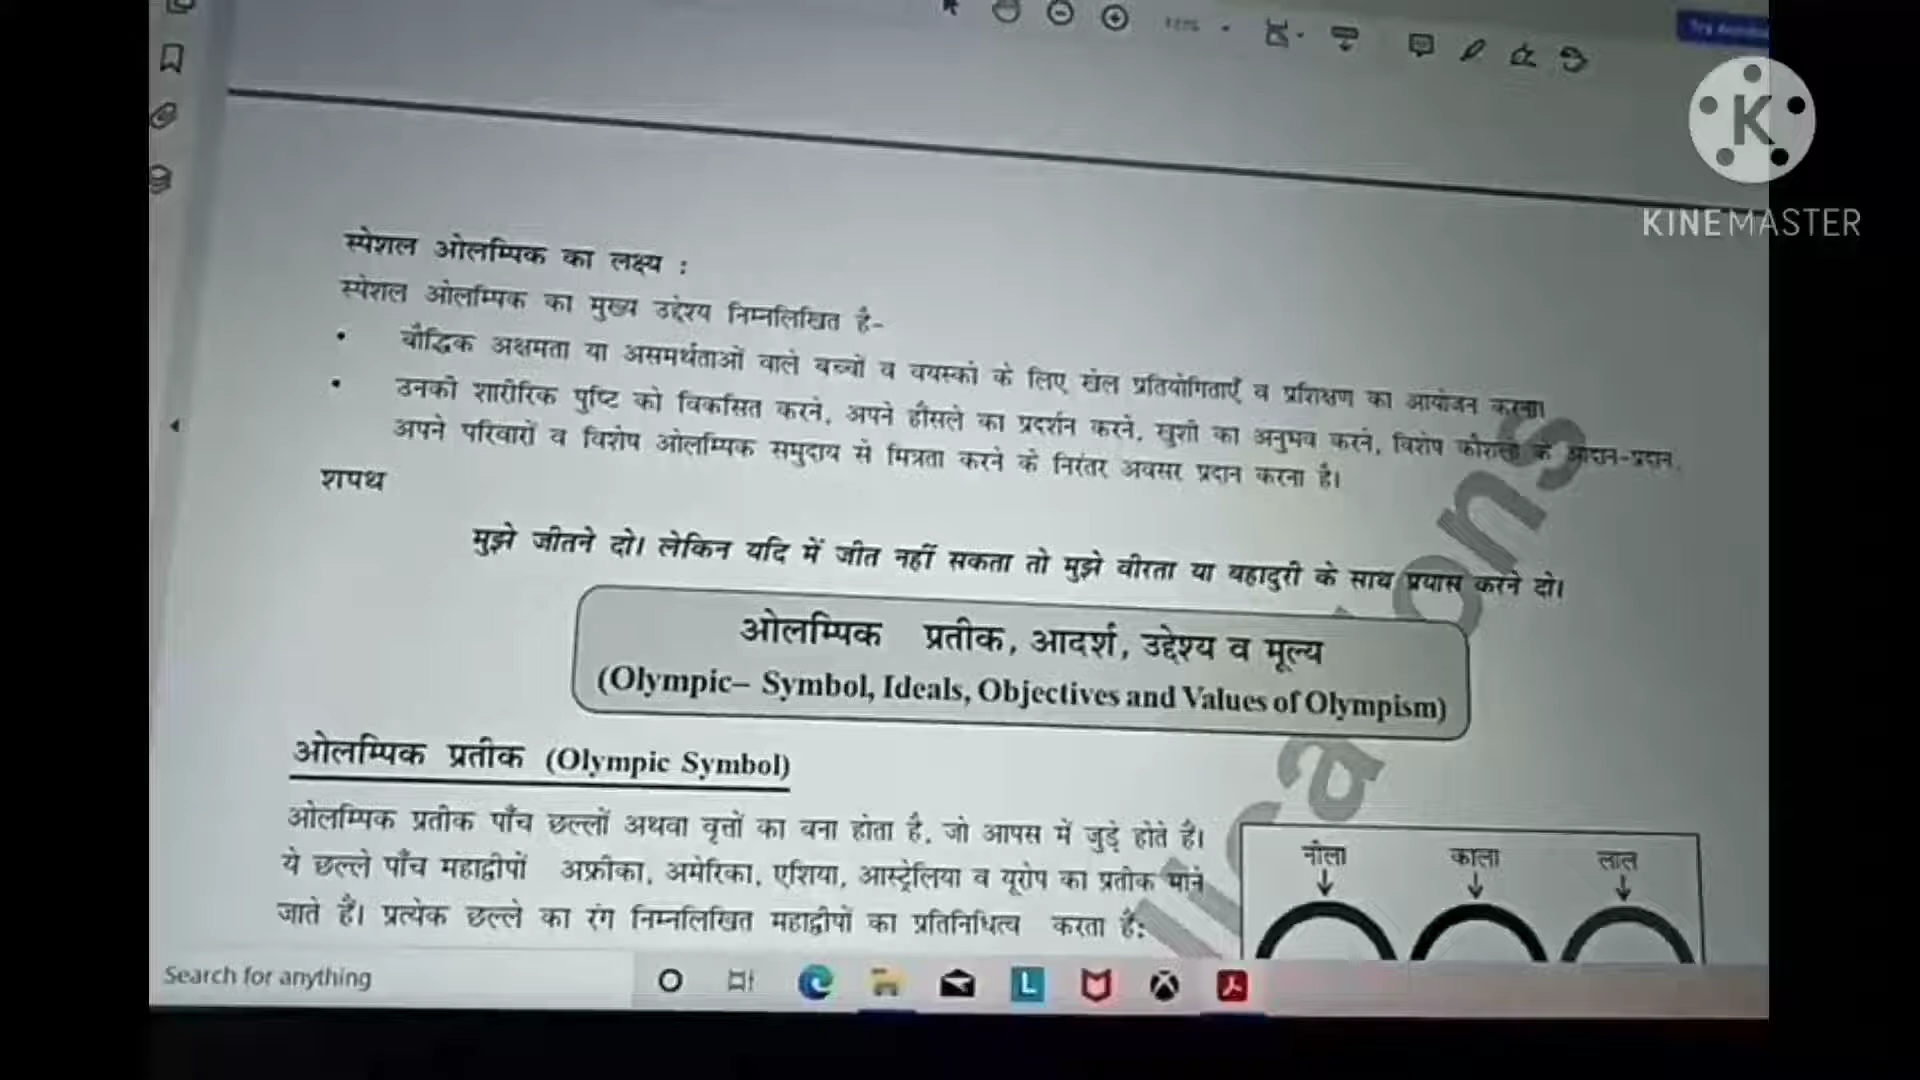 Try Acrobat
K
KINEMASTER
स्पेशल ओलम्पिक का लक्ष्य :
स्पेशल ओलम्पिक का मुख्य उद्देश्य निम्नलिखित है-
• बौद्धिक अक्षमता या असमर्थताओं वाले बच्चों व वयस्कों के लिए खेल प्रतियोगिताएँ व प्रशिक्षण का आयोजन करना।
• उनको शारीरिक पुष्टि को विकसित करने, अपने हौंसले का प्रदर्शन करने, खुशी का अनुभव करने, विशेष कौशलों के आदान-प्रदान,
अपने परिवारों व विशेष ओलम्पिक समुदाय से मित्रता करने के निरंतर अवसर प्रदान करना है।
शपथ
मुझे जीतने दो। लेकिन यदि में जीत नहीं सकता तो मुझे वीरता या बहादुरी के साथ प्रयास करने दो।
ओलम्पिक प्रतीक, आदर्श, उद्देश्य व मूल्य
(Olympic– Symbol, Ideals, Objectives and Values of Olympism)
ओलम्पिक प्रतीक (Olympic Symbol)
ओलम्पिक प्रतीक पाँच छल्लों अथवा वृत्तों का बना होता है, जो आपस में जुड़े होते हैं।
ये छल्ले पाँच महाद्वीपों अफ्रीका, अमेरिका, एशिया, आस्ट्रेलिया व यूरोप का प्रतीक माने
जाते हैं। प्रत्येक छल्ले का रंग निम्नलिखित महाद्वीपों का प्रतिनिधित्व करता है:
नीला काला लाल
Search for anything
L